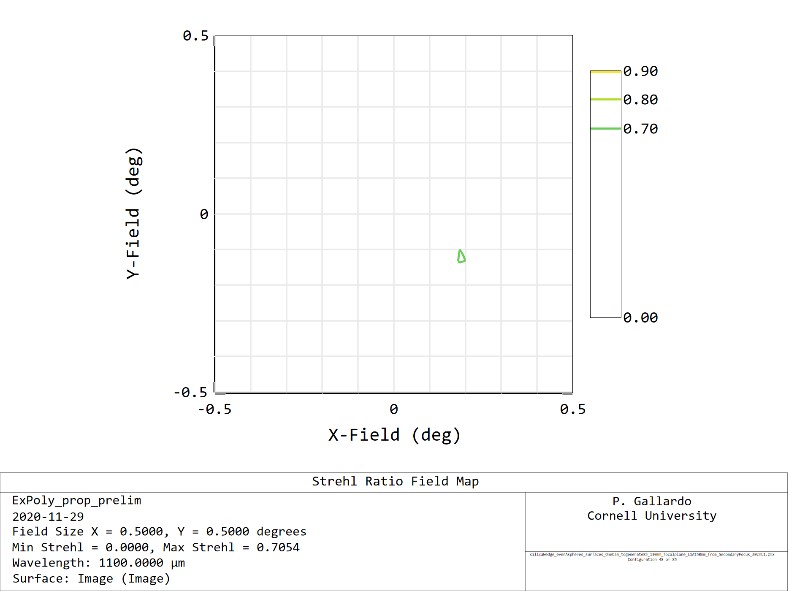 0.5
0
-0.5
Y-Field (deg)
-0.5
0
0.5
X-Field (deg)
0.90
0.80
0.70
0.00
Strehl Ratio Field Map
ExPoly_prop_prelim
2020-11-29
Field Size X = 0.5000, Y = 0.5000 degrees
Min Strehl = 0.0000, Max Strehl = 0.7054
Wavelength: 1100.0000 µm
Surface: Image (Image)
P. Gallardo
Cornell University